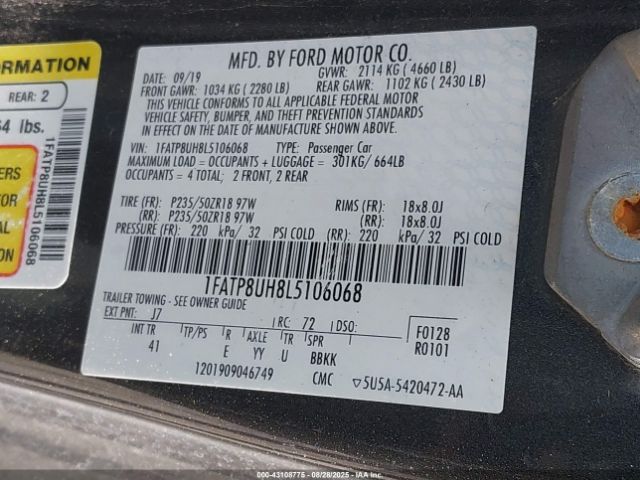 ORMATION
REAR: 2
64 lbs.
1FATP8UH8L5106068
ERS
TOR
AL
ON
MFD. BY FORD MOTOR CO.
DATE: 09/19 GVWR: 2114 KG ( 4660 LB)
FRONT GAWR: 1034 KG ( 2280 LB) REAR GAWR: 1102 KG ( 2430 LB)
THIS VEHICLE CONFORMS TO ALL APPLICABLE FEDERAL MOTOR
VEHICLE SAFETY, BUMPER, AND THEFT PREVENTION STANDARDS
IN EFFECT ON THE DATE OF MANUFACTURE SHOWN ABOVE.
VIN: 1FATP8UH8L5106068 TYPE: Passenger Car
MAXIMUM LOAD = OCCUPANTS + LUGGAGE = 301KG/ 664LB
OCCUPANTS = 4 TOTAL; 2 FRONT, 2 REAR
TIRE (FR): P235/50ZR18 97W RIMS (FR): 18x8.0J
(RR): P235/50ZR18 97W (RR): 18x8.0J
PRESSURE (FR): 220 kPa/ 32 PSI COLD (RR): 220 kPa/ 32 PSI COLD
1FATP8UH8L5106068
TRAILER TOWING - SEE OWNER GUIDE
EXT PNT: J7 RC: 72 DSO: F0128
INT TR TP/PS R AXLE TR SPR R0101
41 E YY U BBKK
1201909046749 CMC 5U5A-5420472-AA
00-43108775 — 08/28/2025 — IAA Inc.